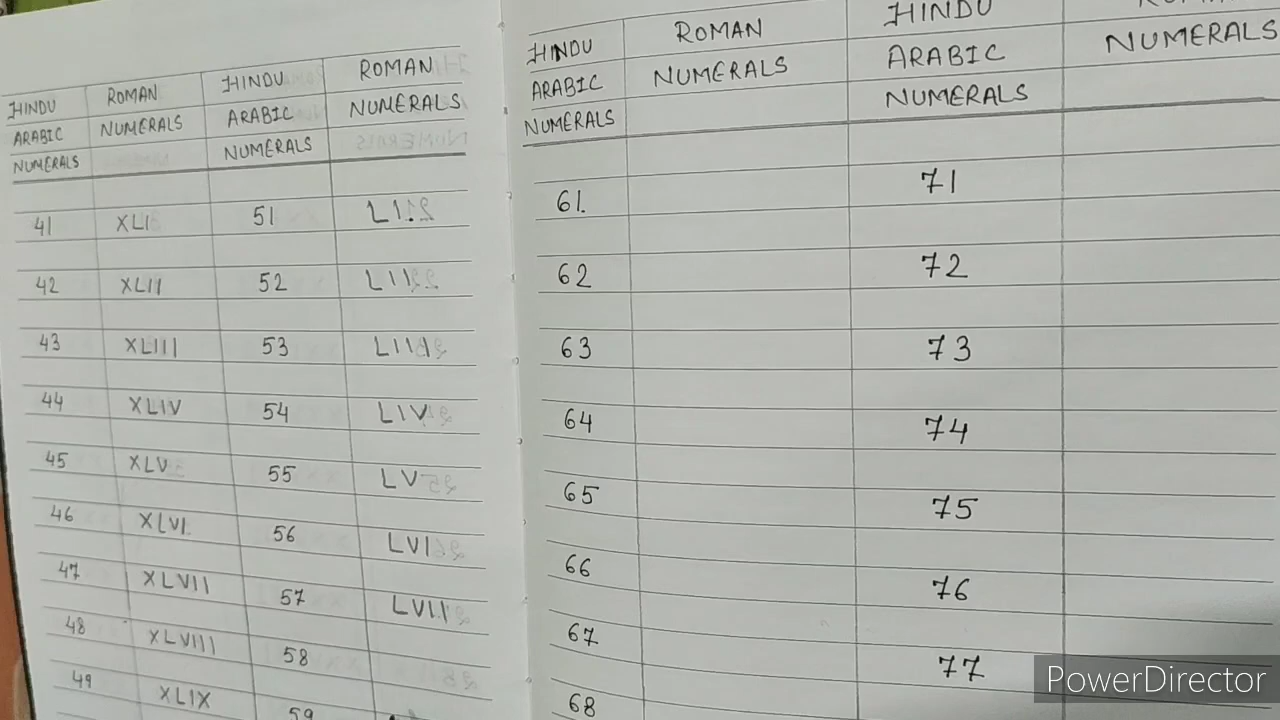 HINDU ROMAN HINDU ROMAN
ARABIC NUMERALS ARABIC NUMERALS
NUMERALS NUMERALS
41 XLI 51 LI
42 XLII 52 LII
43 XLIII 53 LIII
44 XLIV 54 LIV
45 XLV 55 LV
46 XLVI 56 LVI
47 XLVII 57 LVII
48 XLVIII 58
49 XLIX 59
HINDU ROMAN HINDU
ARABIC NUMERALS ARABIC NUMERALS
NUMERALS NUMERALS
61 71
62 72
63 73
64 74
65 75
66 76
67 77
68
PowerDirector